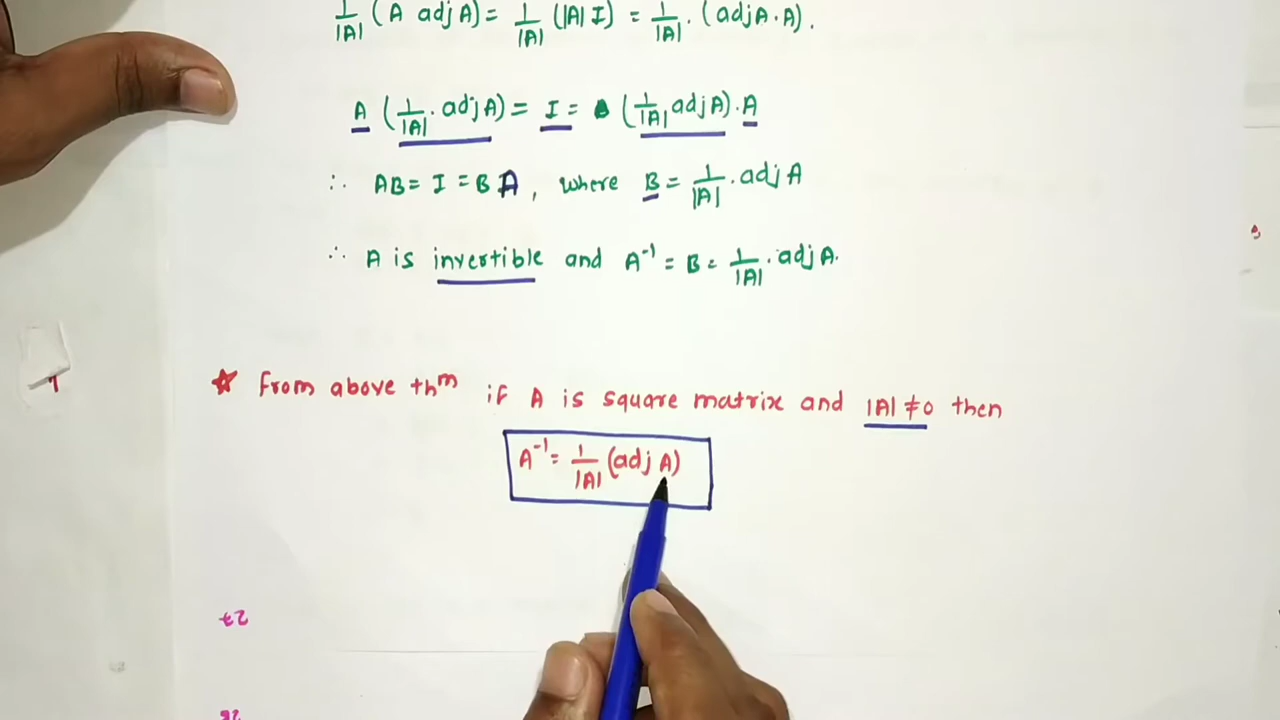 1/|A| (A adj A) = 1/|A| (|A| I) = 1/|A| · (adj A · A).
A (1/|A| · adj A) = I = (1/|A| adj A) · A
∴ AB = I = BA, where B = 1/|A| · adj A
∴ A is invertible and A⁻¹ = B = 1/|A| · adj A.
☆ From above thᵐ if A is square matrix and |A| ≠ 0 then
A⁻¹ = 1/|A| (adj A)
27